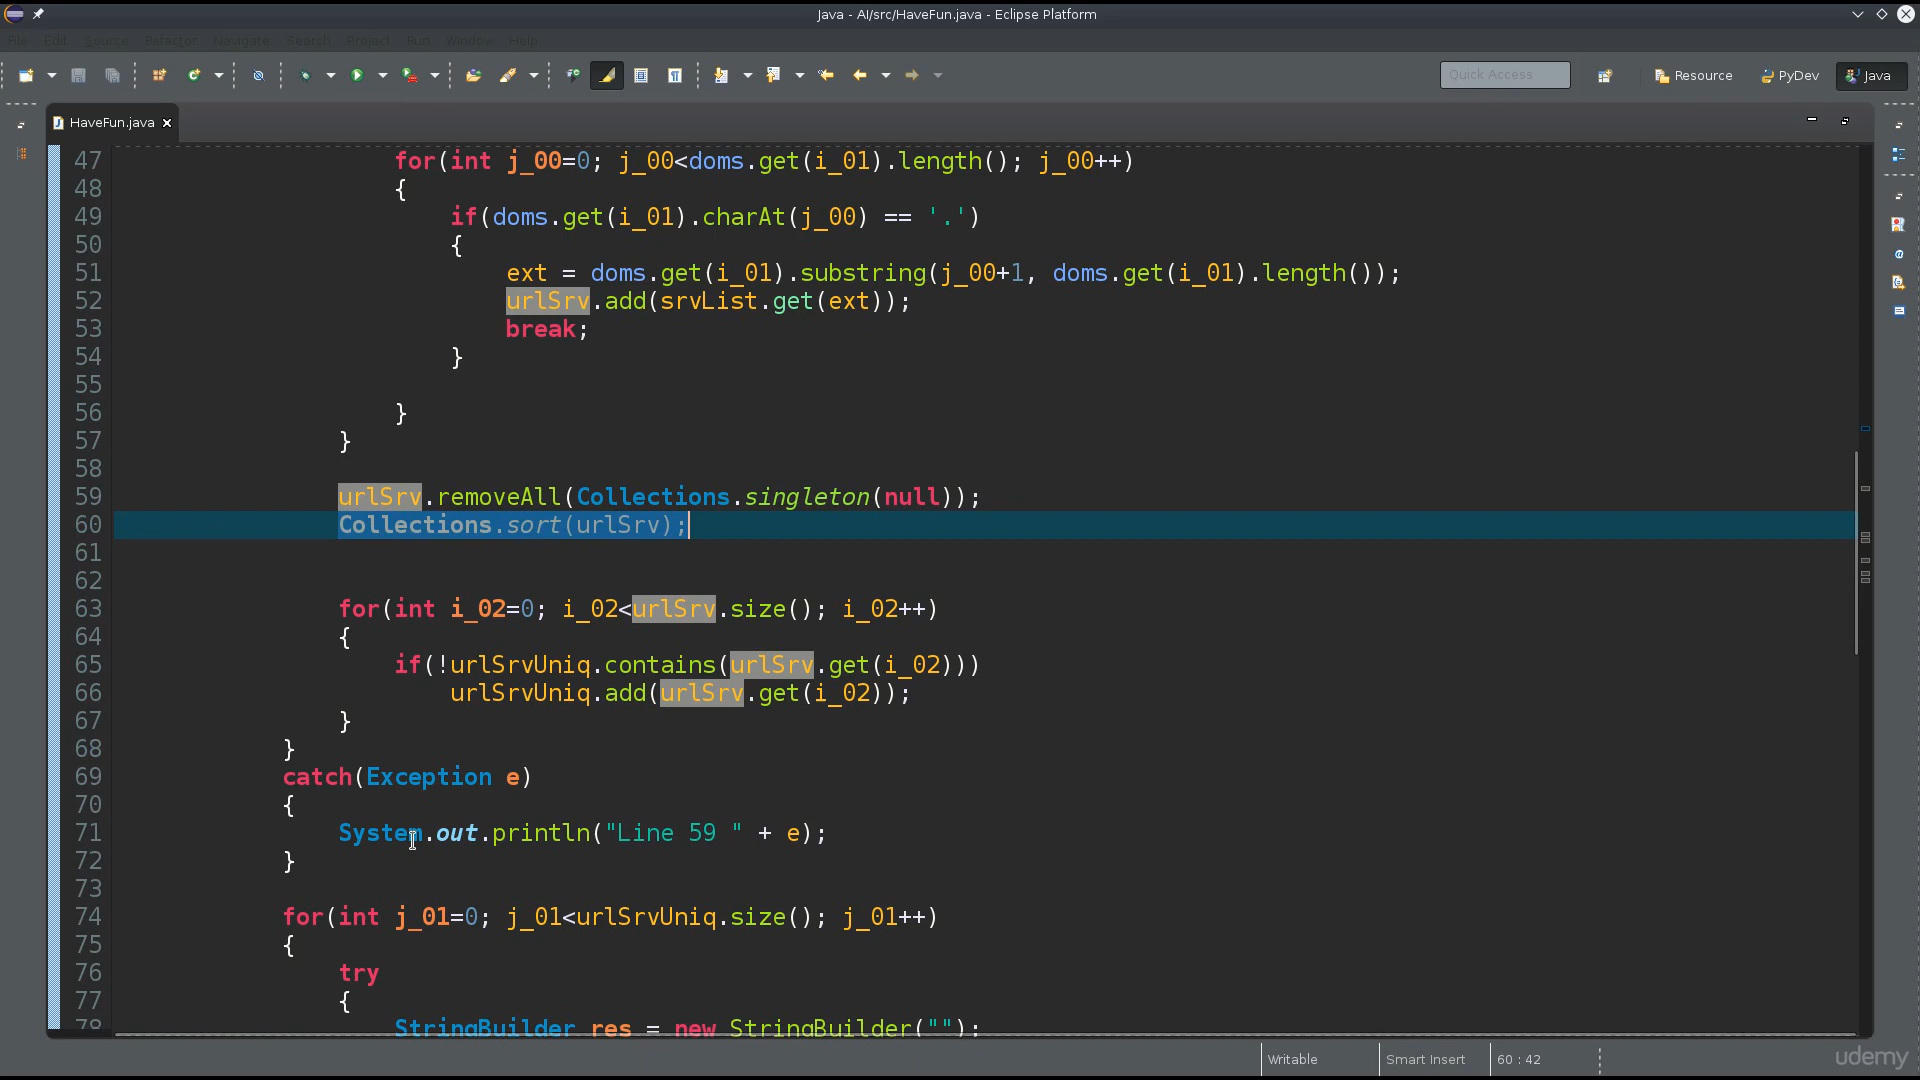 Java - AI/src/HaveFun.java - Eclipse Platform
File Edit Source Refactor Navigate Search Project Run Window Help
Quick Access Resource PyDev Java
HaveFun.java
47 for(int j_00=0; j_00<doms.get(i_01).length(); j_00++)
48 {
49 if(doms.get(i_01).charAt(j_00) == '.')
50 {
51 ext = doms.get(i_01).substring(j_00+1, doms.get(i_01).length());
52 urlSrv.add(srvList.get(ext));
53 break;
54 }
55
56 }
57 }
58
59 urlSrv.removeAll(Collections.singleton(null));
60 Collections.sort(urlSrv);
61
62
63 for(int i_02=0; i_02<urlSrv.size(); i_02++)
64 {
65 if(!urlSrvUniq.contains(urlSrv.get(i_02)))
66 urlSrvUniq.add(urlSrv.get(i_02));
67 }
68 }
69 catch(Exception e)
70 {
71 System.out.println("Line 59 " + e);
72 }
73
74 for(int j_01=0; j_01<urlSrvUniq.size(); j_01++)
75 {
76 try
77 {
78 StringBuilder res = new StringBuilder("");
Writable Smart Insert 60 : 42
udemy